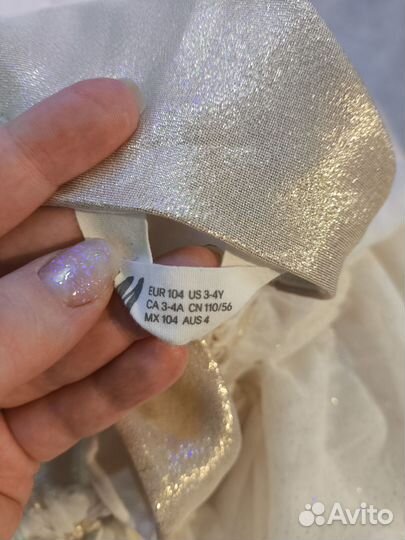 EUR 104 US 3-4Y
CA 3-4A CN 110/56
MX 104 AUS 4
Avito